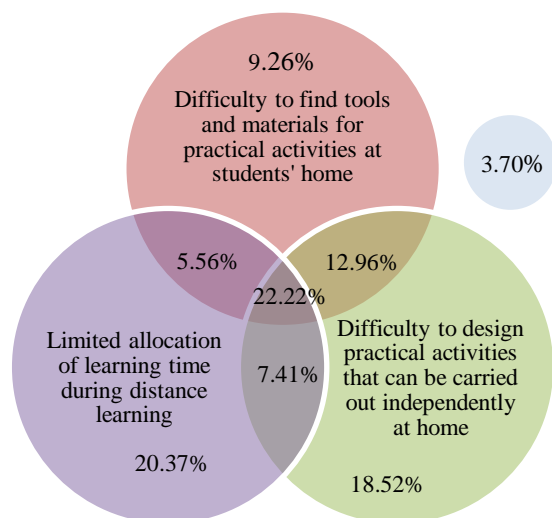 9.26%
Difficulty to find tools
and materials for
practical activities at
students' home
3.70%
5.56%
12.96%
22.22%
Limited allocation
of learning time
during distance
learning
7.41%
Difficulty to design
practical activities
that can be carried
out independently
at home
20.37%
18.52%